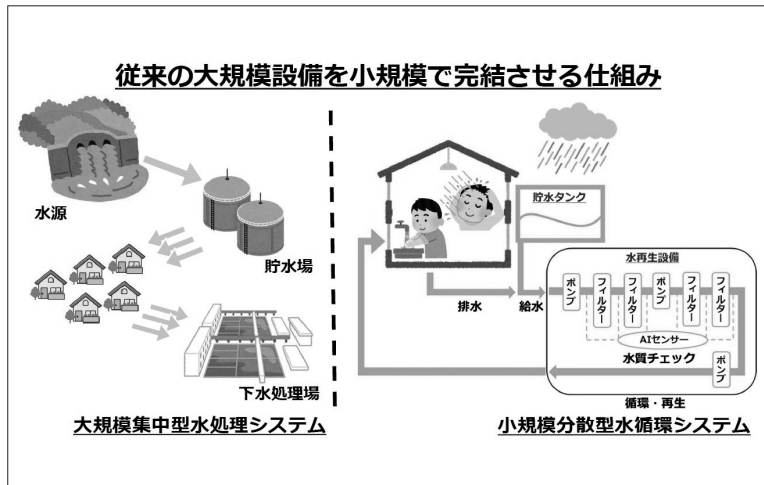 従来の大規模設備を小規模で完結させる仕組み
水源
貯水場
下水処理場
大規模集中型水処理システム
貯水タンク
排水
給水
水再生設備
ポンプ
フィルター
フィルター
ポンプ
フィルター
フィルター
AIセンサー
水質チェック
ポンプ
循環・再生
小規模分散型水循環システム